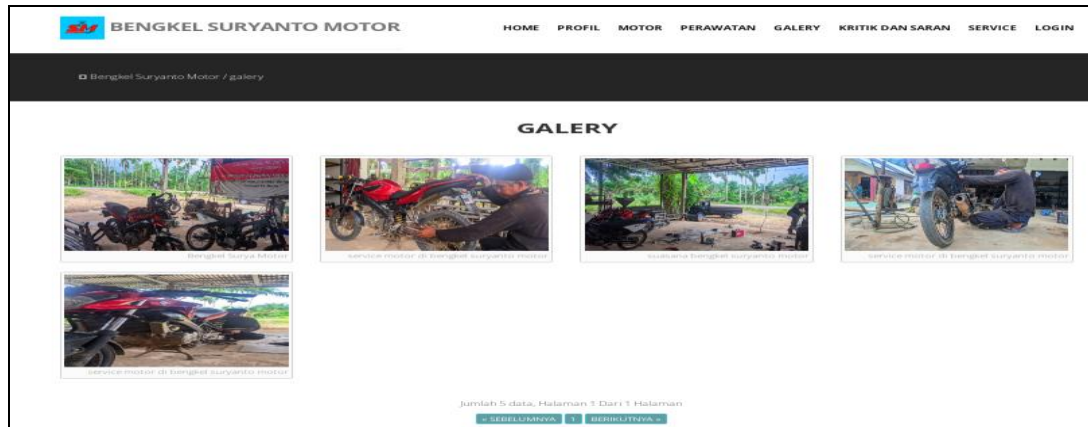 BENGKEL SURYANTO MOTOR
HOME PROFIL MOTOR PERAWATAN GALERY KRITIK DAN SARAN SERVICE LOGIN
Bengkel Suryanto Motor / galery
GALERY
Bengkel Surya Motor
service motor di bengkel suryanto motor
suasana bengkel suryanto motor
service motor di bengkel suryanto motor
service motor di bengkel suryanto motor
Jumlah 5 data, Halaman 1 Dari 1 Halaman
« SEBELUMNYA 1 BERIKUTNYA »